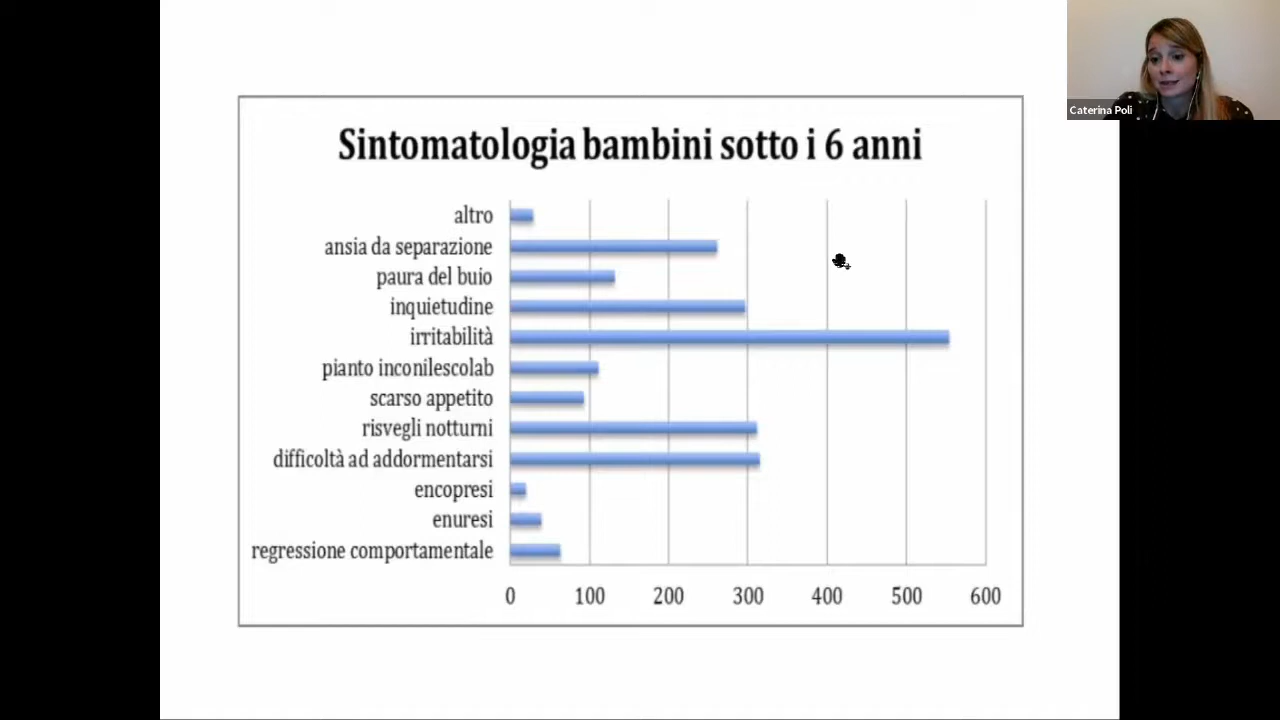 Caterina Poli
Sintomatologia bambini sotto i 6 anni
altro
ansia da separazione
paura del buio
inquietudine
irritabilità
pianto inconilescolab
scarso appetito
risvegli notturni
difficoltà ad addormentarsi
encopresi
enuresi
regressione comportamentale
0 100 200 300 400 500 600